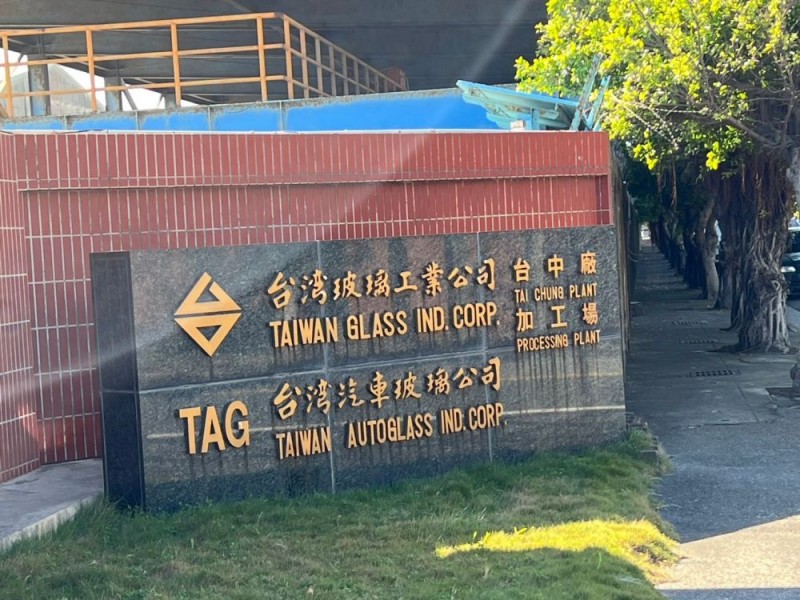 台湾玻璃工業公司
TAIWAN GLASS IND. CORP.
台中廠
TAI CHUNG PLANT
加工場
PROCESSING PLANT
TAG
台湾汽車玻璃公司
TAIWAN AUTOGLASS IND. CORP.